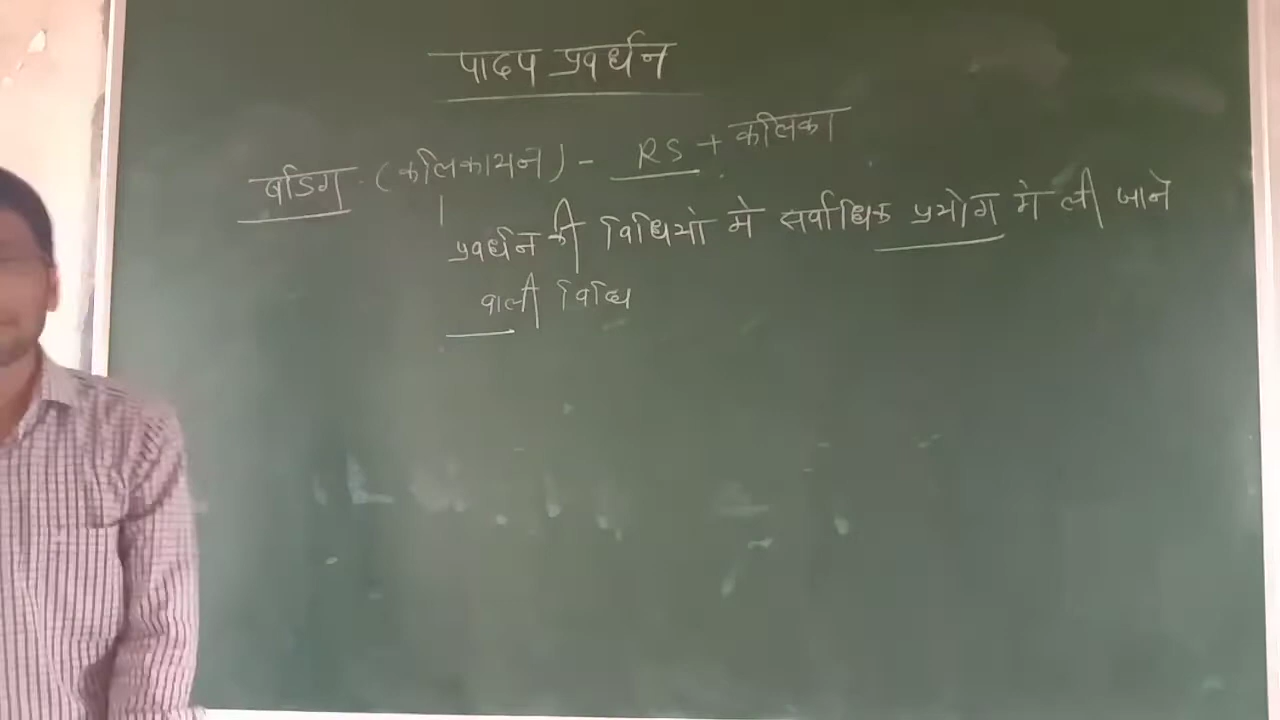 पादप प्रवर्धन
बडिंग (कलिकायन) - RS + कलिका
प्रवर्धन की विधियों में सर्वाधिक प्रयोग में ली जाने
वाली विधि